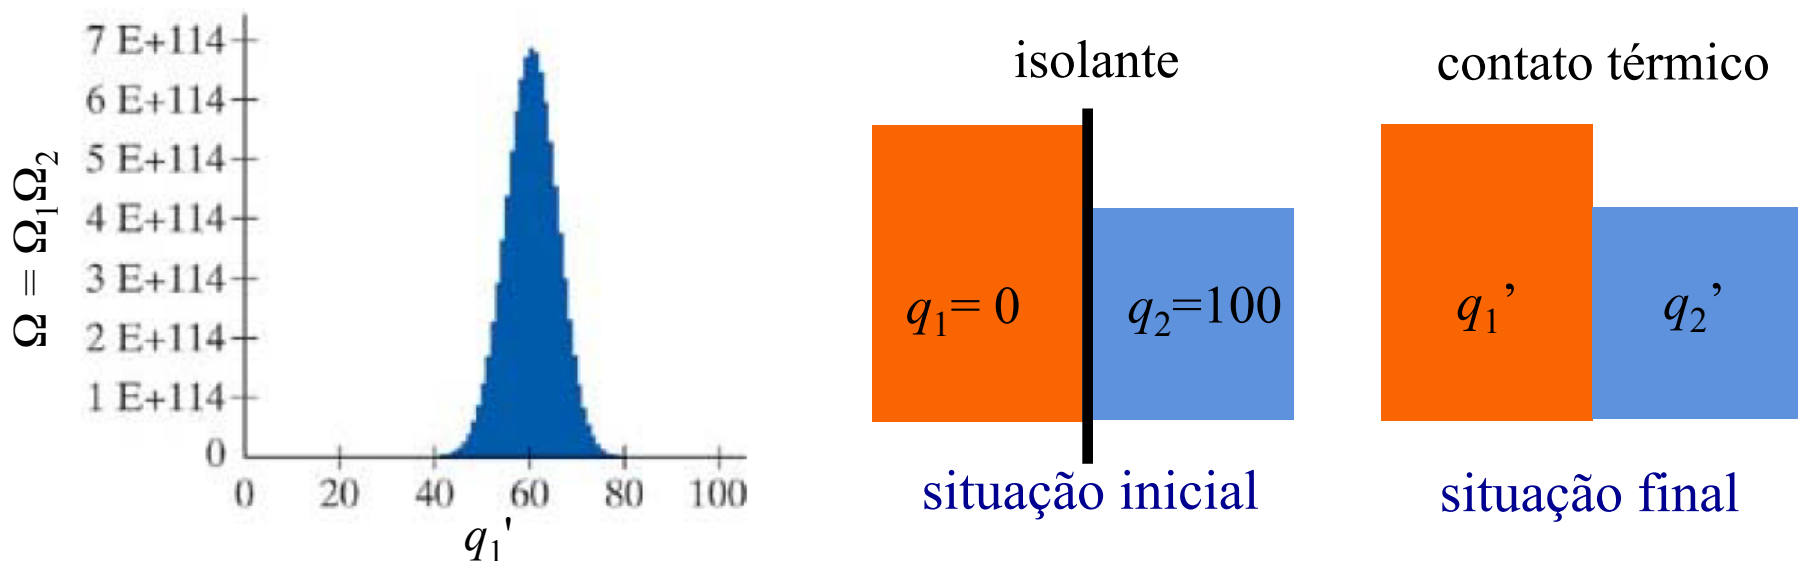 Ω = Ω₁Ω₂
7 E+114
6 E+114
5 E+114
4 E+114
3 E+114
2 E+114
1 E+114
0
0 20 40 60 80 100
q₁'
isolante
q₁= 0
q₂=100
situação inicial
contato térmico
q₁’
q₂’
situação final